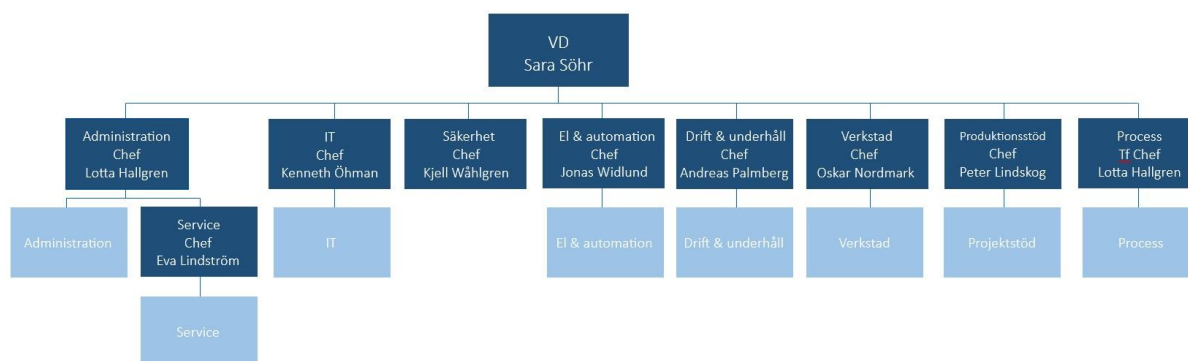 VD
Sara Söhr
Administration
Chef
Lotta Hallgren
IT
Chef
Kenneth Öhman
Säkerhet
Chef
Kjell Wåhlgren
El & automation
Chef
Jonas Widlund
Drift & underhåll
Chef
Andreas Palmberg
Verkstad
Chef
Oskar Nordmark
Produktionsstöd
Chef
Peter Lindskog
Process
Tf Chef
Lotta Hallgren
Administration
Service
Chef
Eva Lindström
IT
El & automation
Drift & underhåll
Verkstad
Projektstöd
Process
Service